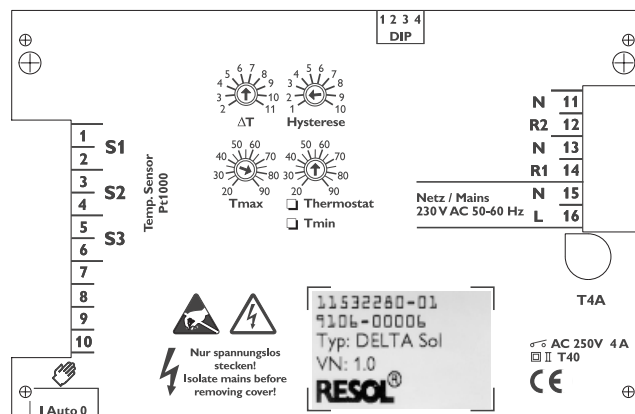 1 2 3 4
DIP
2 3 4 5 6 7 8 9 10 11
ΔT
1 2 3 4 5 6 7 8 9 10
Hysterese
20 30 40 50 60 70 80 90
Tmax
20 30 40 50 60 70 80 90
Thermostat
Tmin
1
2
S1
3
4
S2
5
6
S3
7
8
9
10
Temp. Sensor
Pt1000
N 11
R2 12
N 13
R1 14
N 15
L 16
Netz / Mains
230 V AC 50-60 Hz
T4A
Nur spannungslos
stecken!
Isolate mains before
removing cover!
11532280-01
9106-00006
Typ: DELTA Sol
VN: 1.0
RESOL®
AC 250V 4A
II T40
CE
I Auto 0